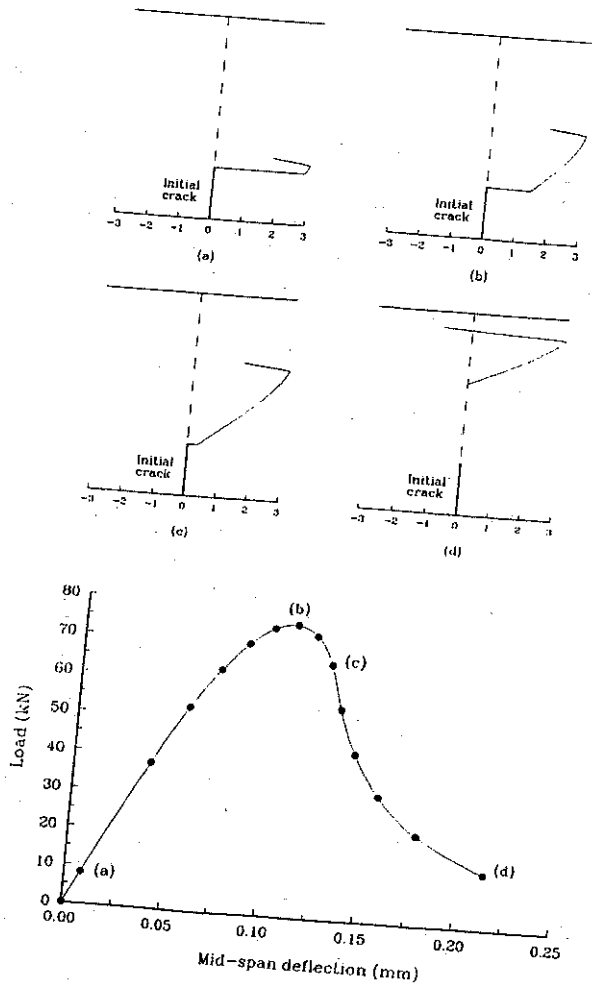 Initial
crack
-3 -2 -1 0 1 2 3
(a)
Initial
crack
-3 -2 -1 0 1 2 3
(b)
Initial
crack
-3 -2 -1 0 1 2 3
(c)
Initial
crack
-3 -2 -1 0 1 2 3
(d)
80
70
60
50
40
30
20
10
0
Load (kN)
(a)
(b)
(c)
(d)
0.00 0.05 0.10 0.15 0.20 0.25
Mid-span deflection (mm)